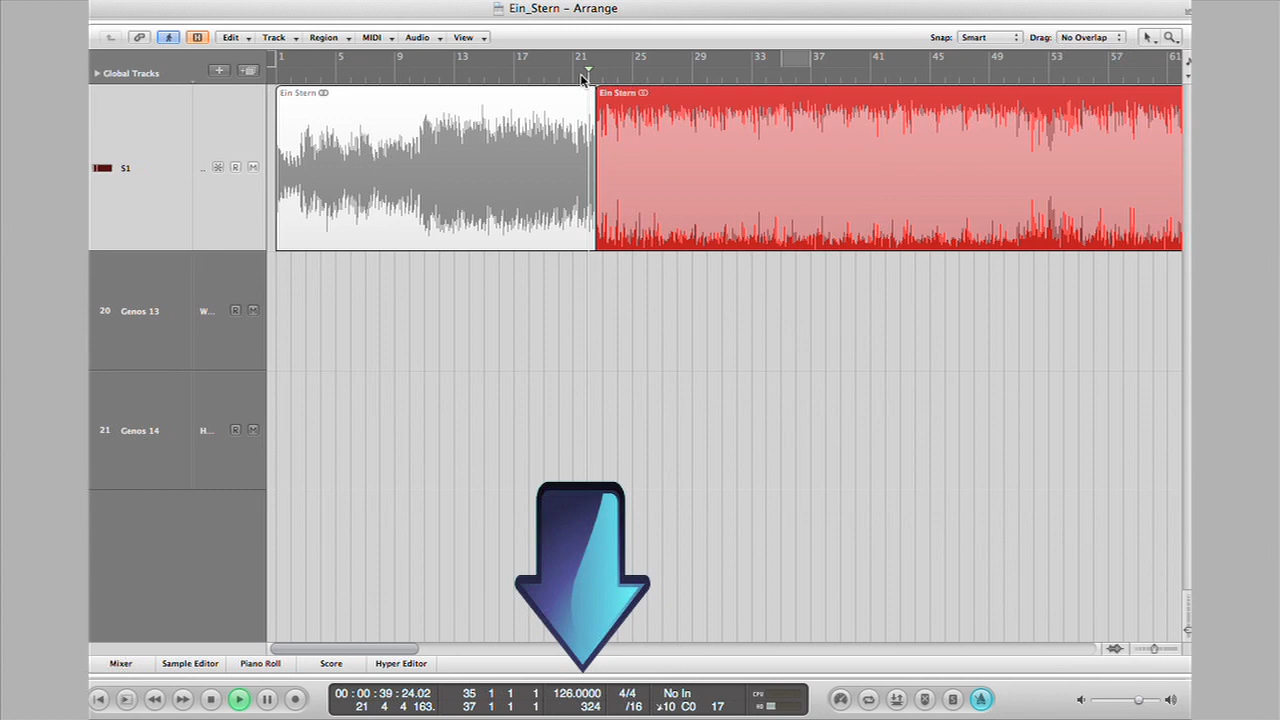 Ein_Stern – Arrange
Edit Track Region MIDI Audio View Snap: Smart Drag: No Overlap
Global Tracks 1 5 9 13 17 21 25 29 33 37 41 45 49 53 57 61
Ein Stern Ein Stern
S1 .. R M
20 Genos 13 W... R M
21 Genos 14 H... R M
Mixer Sample Editor Piano Roll Score Hyper Editor
00 : 00 : 39 : 24.02 35 1 1 1 126.0000 4/4 No In CPU
21 4 4 163. 37 1 1 1 324 /16 10 C0 17 HD